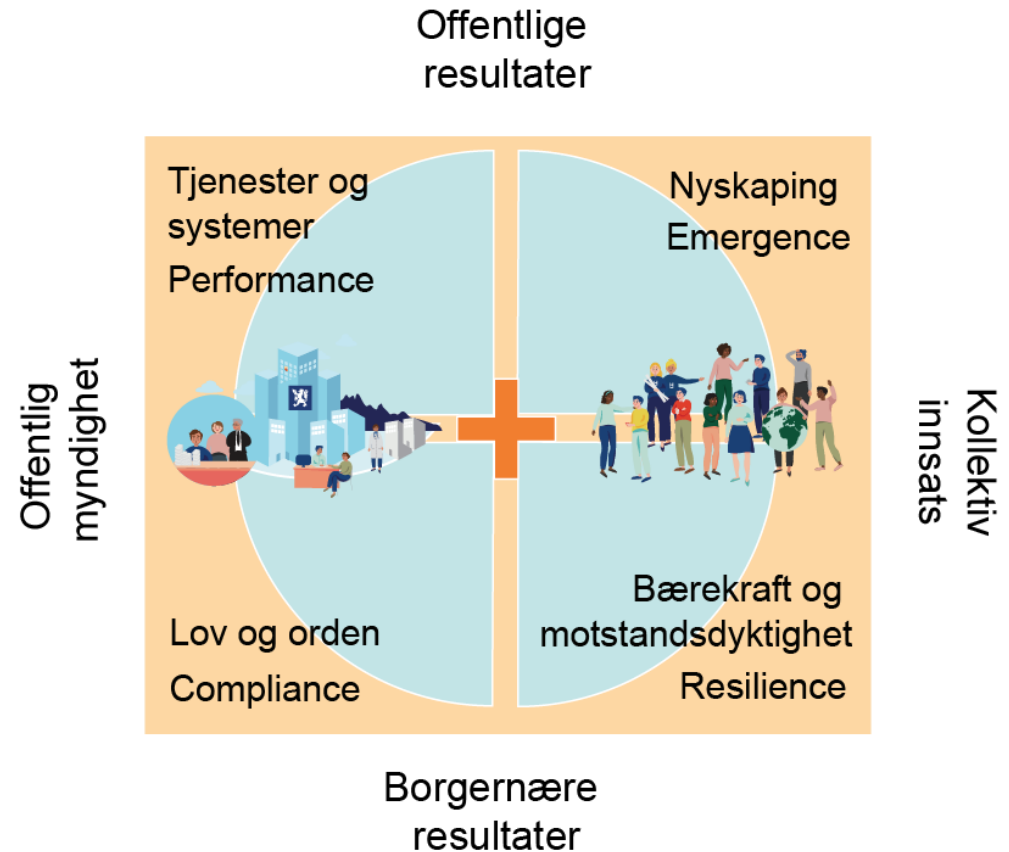 Offentlige
resultater
Tjenester og
systemer
Performance
Nyskaping
Emergence
Offentlig
myndighet
Kollektiv
innsats
Lov og orden
Compliance
Bærekraft og
motstandsdyktighet
Resilience
Borgernære
resultater